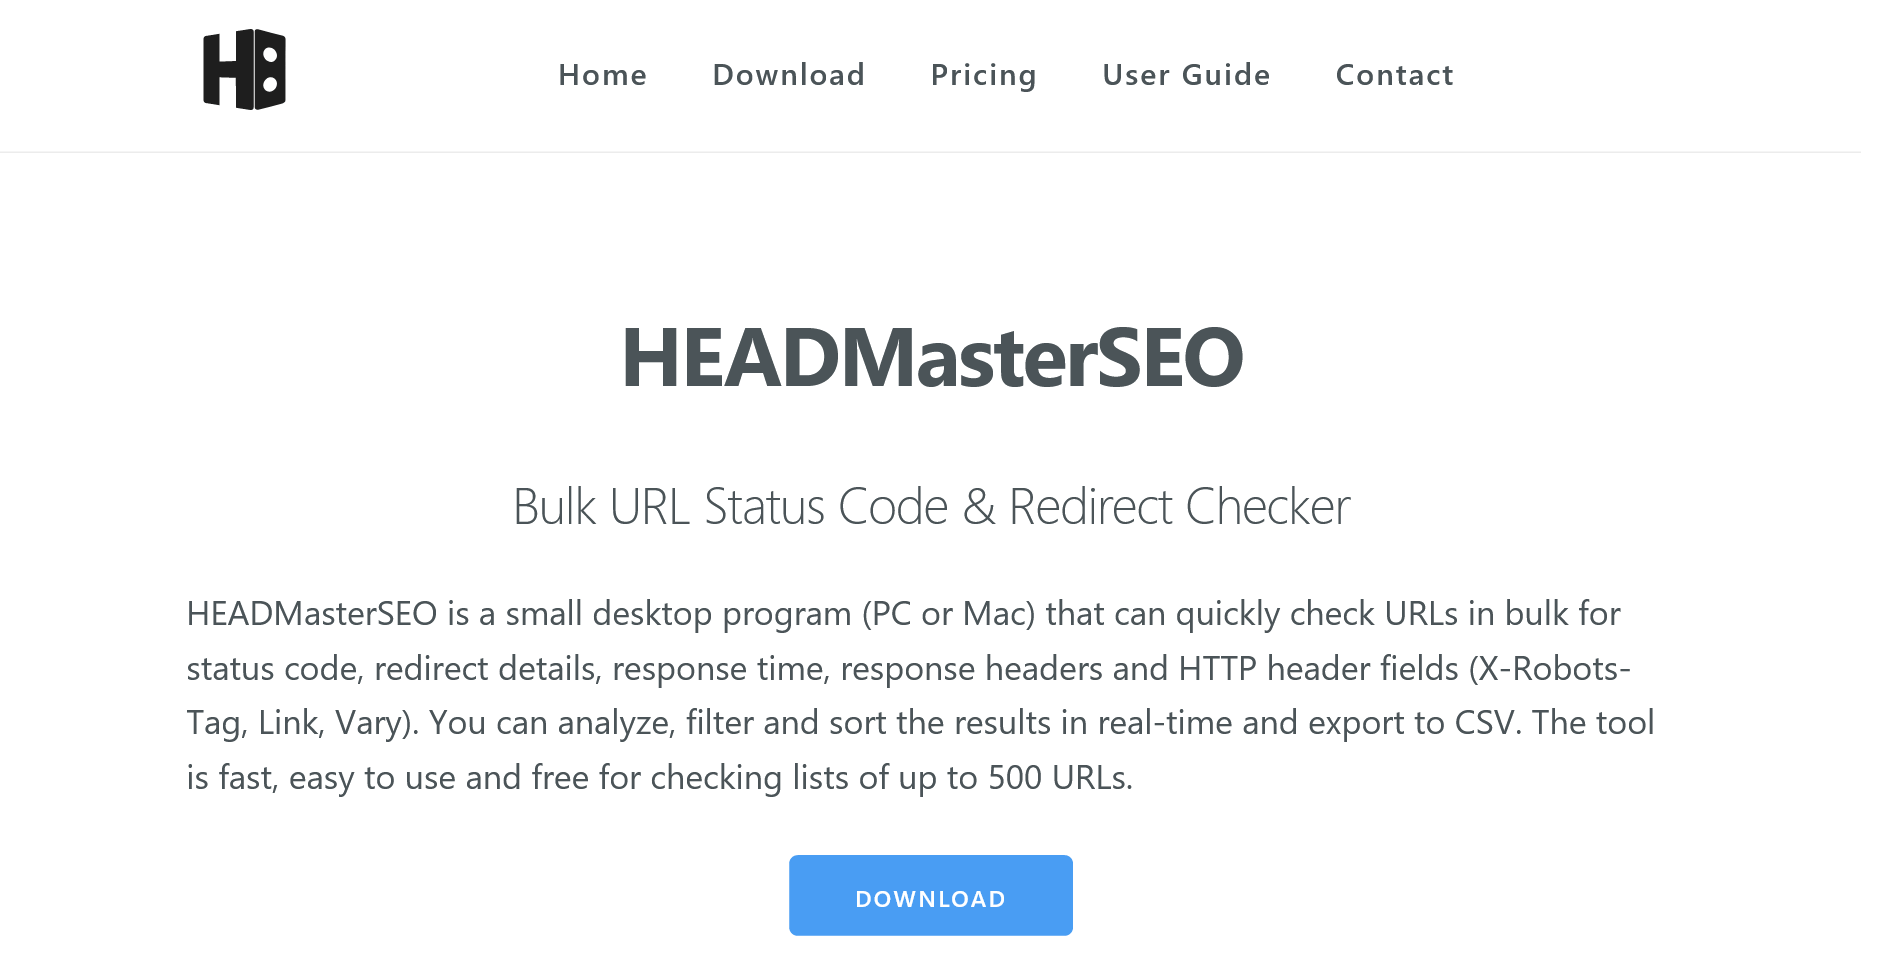 Home Download Pricing User Guide Contact
HEADMasterSEO
Bulk URL Status Code & Redirect Checker
HEADMasterSEO is a small desktop program (PC or Mac) that can quickly check URLs in bulk for
status code, redirect details, response time, response headers and HTTP header fields (X-Robots-
Tag, Link, Vary). You can analyze, filter and sort the results in real-time and export to CSV. The tool
is fast, easy to use and free for checking lists of up to 500 URLs.
DOWNLOAD